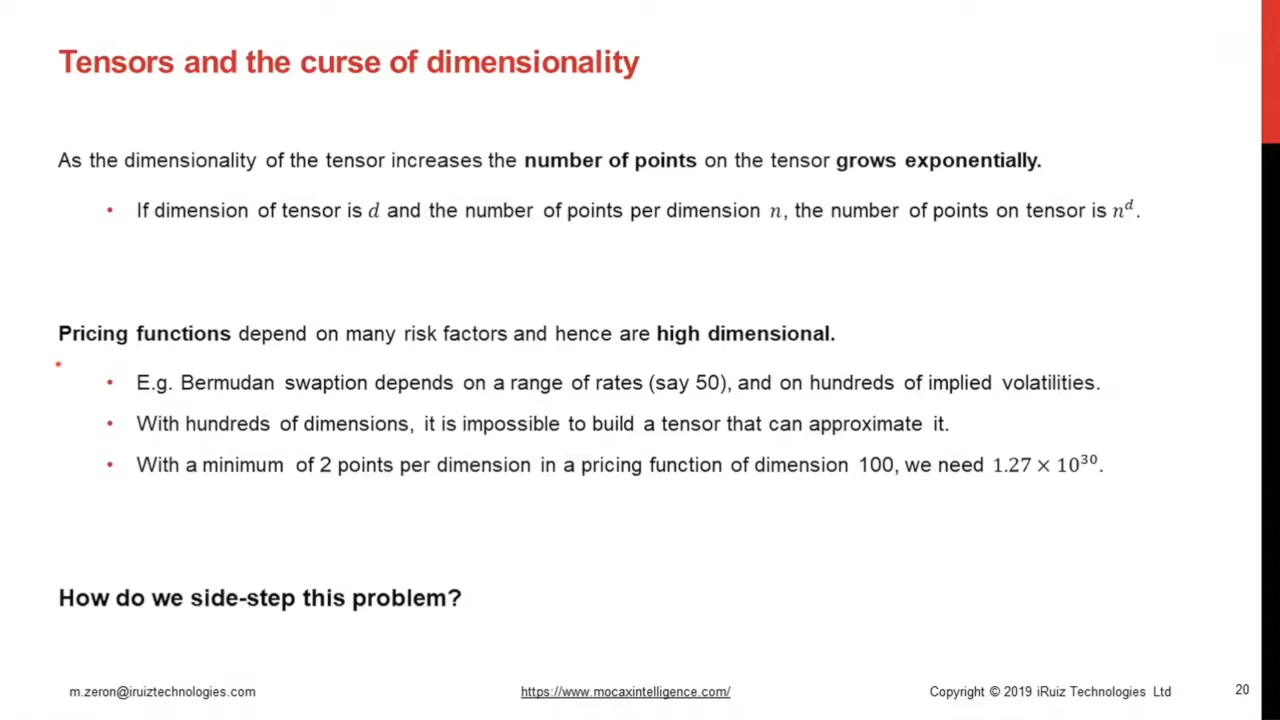 Tensors and the curse of dimensionality
As the dimensionality of the tensor increases the number of points on the tensor grows exponentially.
• If dimension of tensor is d and the number of points per dimension n, the number of points on tensor is nᵈ.
Pricing functions depend on many risk factors and hence are high dimensional.
• E.g. Bermudan swaption depends on a range of rates (say 50), and on hundreds of implied volatilities.
• With hundreds of dimensions, it is impossible to build a tensor that can approximate it.
• With a minimum of 2 points per dimension in a pricing function of dimension 100, we need 1.27 × 10³⁰.
How do we side-step this problem?
m.zeron@iruiztechnologies.com https://www.mocaxintelligence.com/ Copyright © 2019 iRuiz Technologies Ltd 20